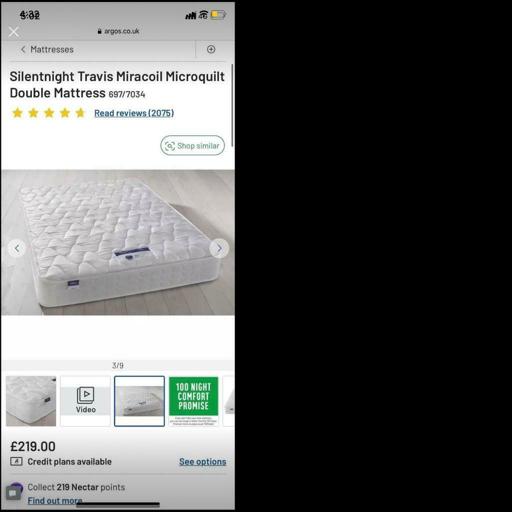 argos.co.uk
Mattresses
Silentnight Travis Miracoil Microquilt
Double Mattress 697/7034
Read reviews (2075)
Shop similar
3/9
Video
100 NIGHT
COMFORT
PROMISE
£219.00
Credit plans available
See options
Collect 219 Nectar points
Find out more